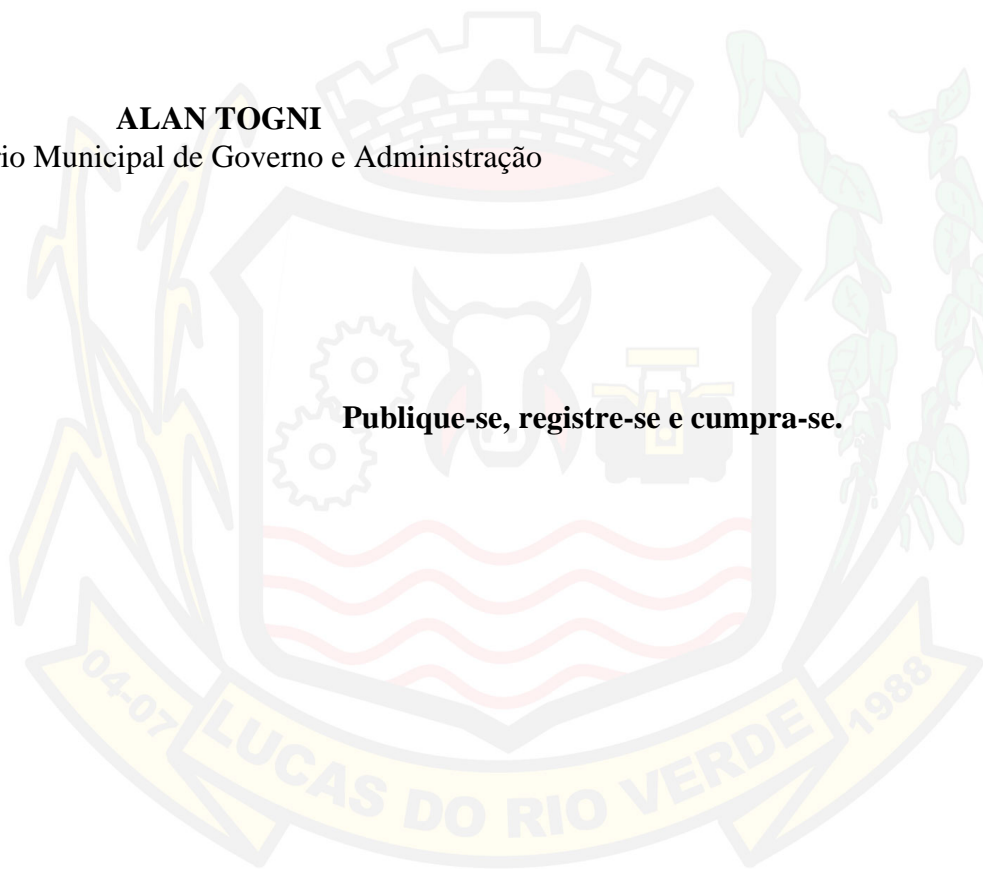 ALAN TOGNI
rio Municipal de Governo e Administração
Publique-se, registre-se e cumpra-se.
04-07 LUCAS DO RIO VERDE 1988